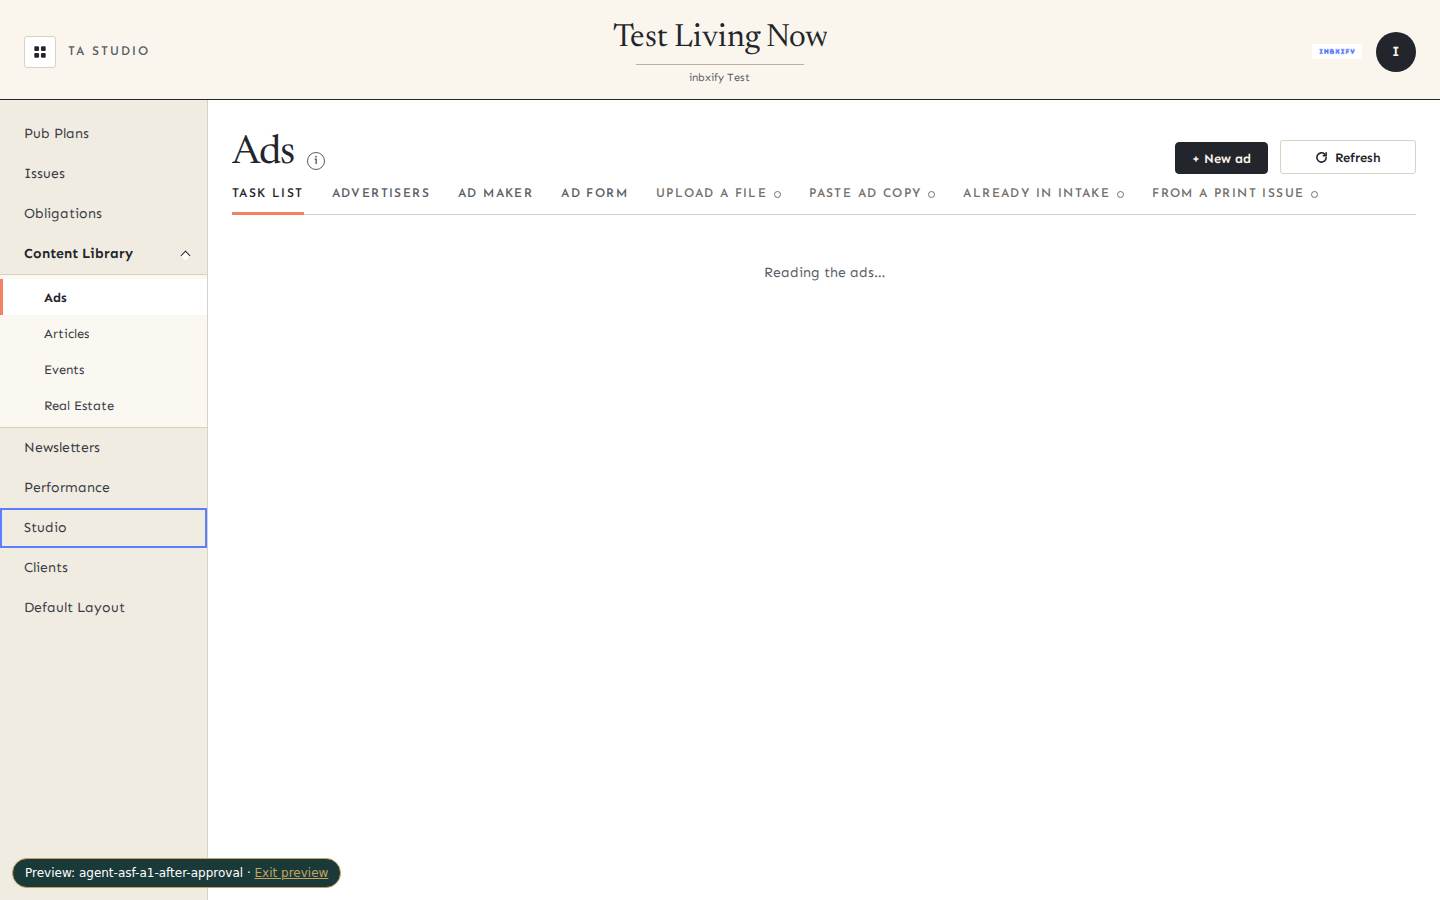 TA STUDIO
Test Living Now
inbxify Test
INBXIFY
I
Pub Plans
Issues
Obligations
Content Library
Ads
Articles
Events
Real Estate
Newsletters
Performance
Studio
Clients
Default Layout
Ads i
+ New ad
Refresh
TASK LIST ADVERTISERS AD MAKER AD FORM UPLOAD A FILE PASTE AD COPY ALREADY IN INTAKE FROM A PRINT ISSUE
Reading the ads...
Preview: agent-asf-a1-after-approval · Exit preview